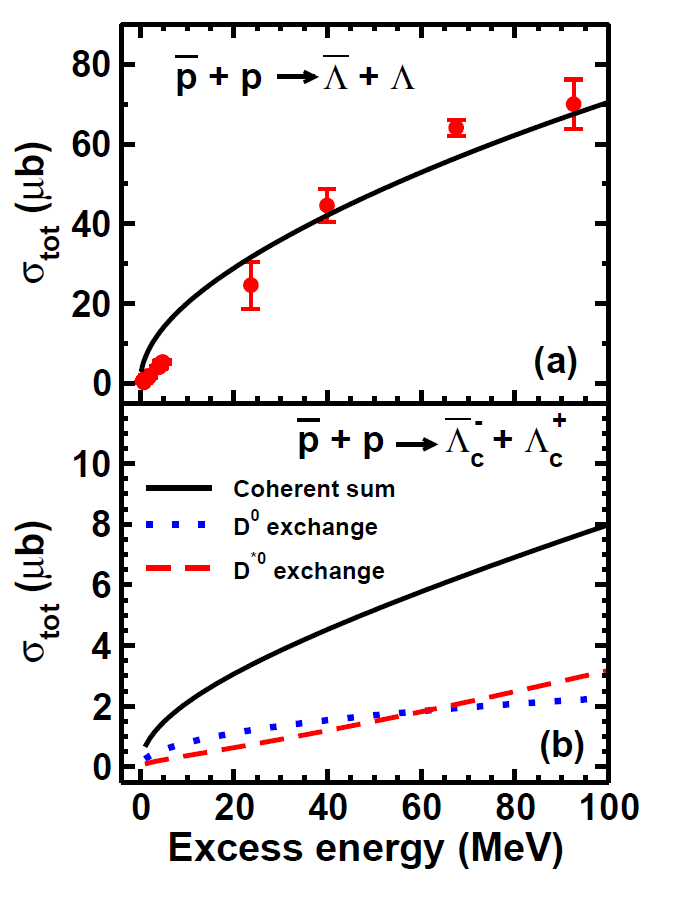 p̅ + p → Λ̅ + Λ
80
60
40
20
0
σtot (μb)
(a)
p̅ + p → Λ̅c⁻ + Λc⁺
Coherent sum
D⁰ exchange
D*⁰ exchange
10
8
6
4
2
0
σtot (μb)
(b)
0 20 40 60 80 100
Excess energy (MeV)